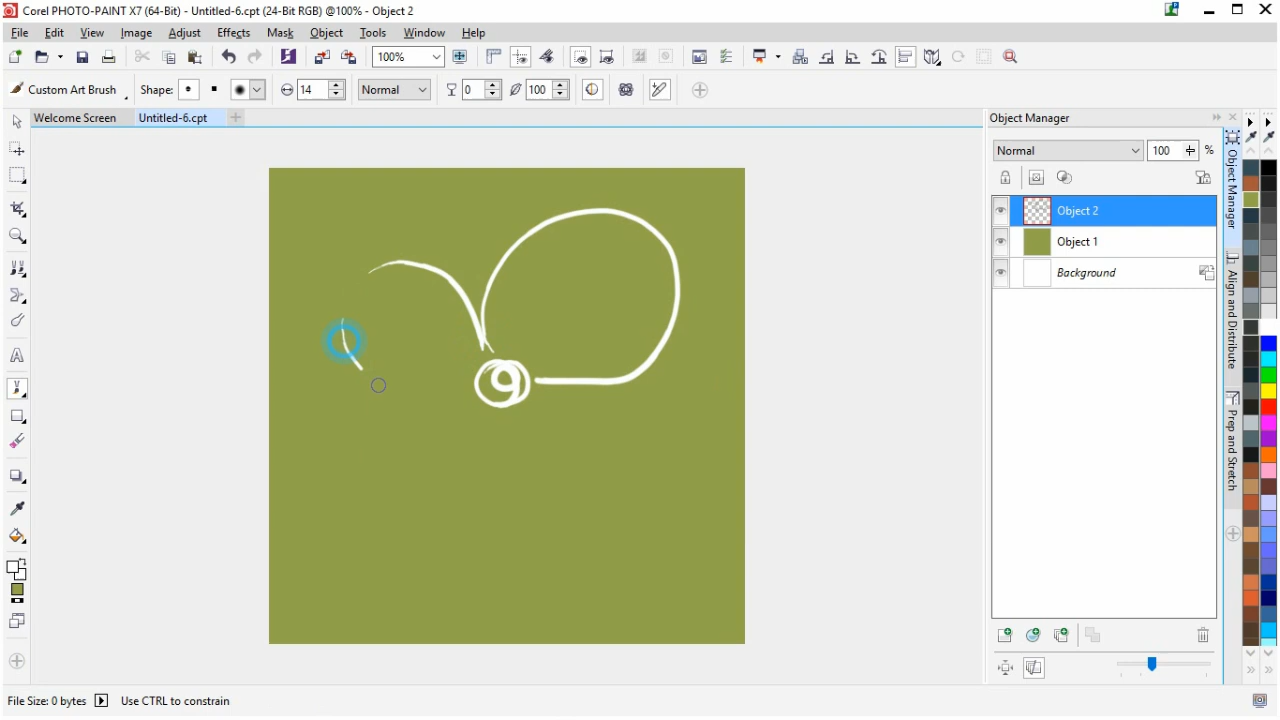 Corel PHOTO-PAINT X7 (64-Bit) - Untitled-6.cpt (24-Bit RGB) @100% - Object 2
File Edit View Image Adjust Effects Mask Object Tools Window Help
100%
Custom Art Brush Shape: 14 Normal 0 100
Welcome Screen Untitled-6.cpt
Object Manager
Normal 100 %
Object 2
Object 1
Background
Object Manager
Align and Distribute
Prep and Stretch
File Size: 0 bytes Use CTRL to constrain